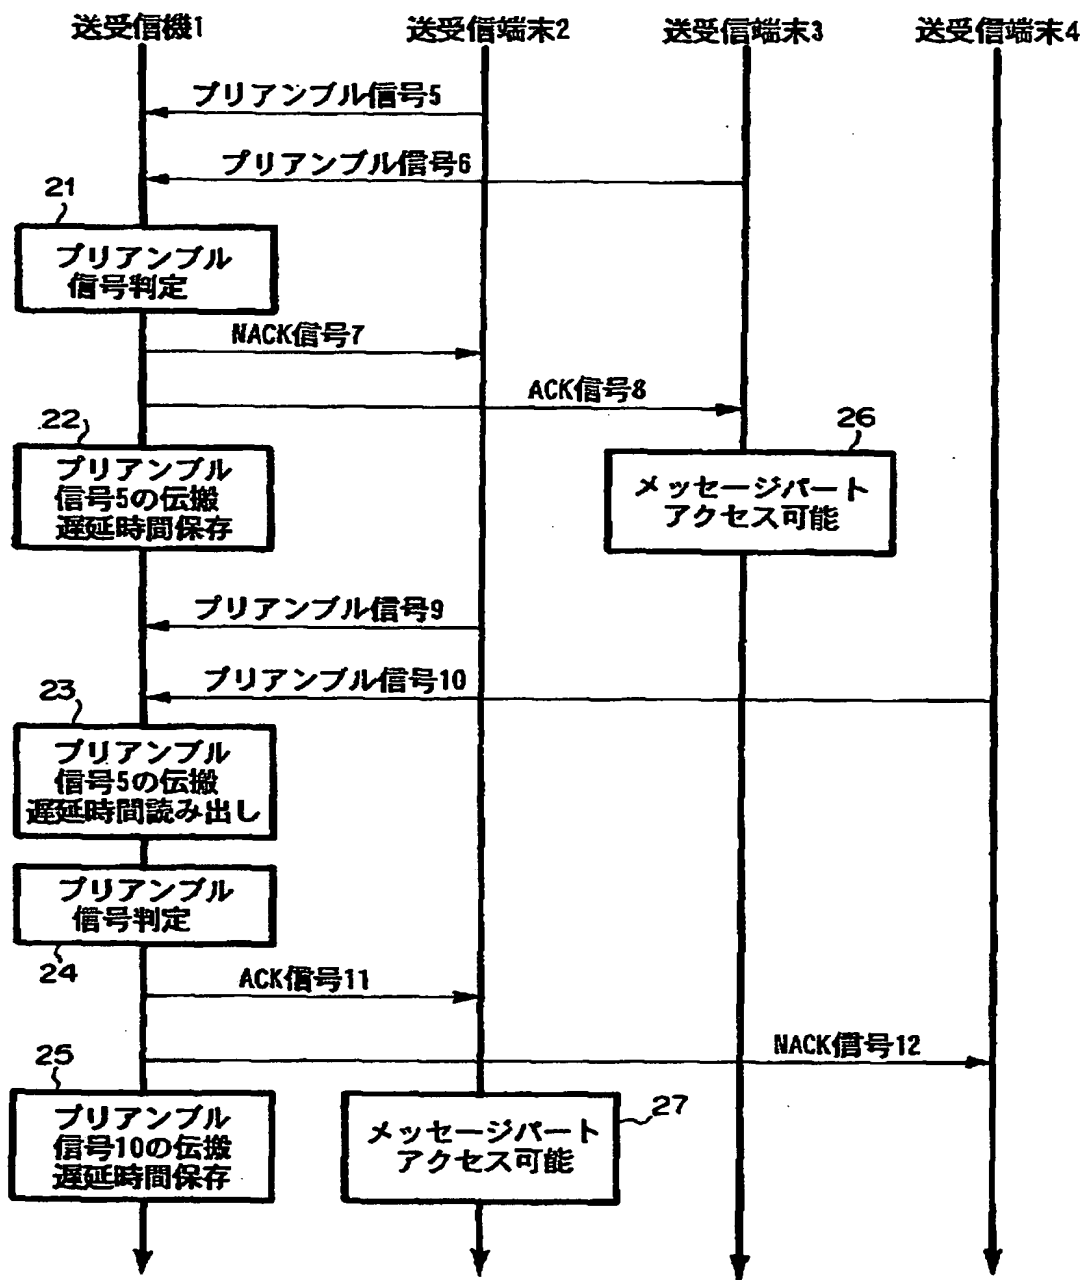 送受信機1
送受信端末2
送受信端末3
送受信端末4
プリアンブル信号5
プリアンブル信号6
21
プリアンブル
信号判定
NACK信号7
ACK信号8
22
プリアンブル
信号5の伝搬
遅延時間保存
26
メッセージパート
アクセス可能
プリアンブル信号9
プリアンブル信号10
23
プリアンブル
信号5の伝搬
遅延時間読み出し
プリアンブル
信号判定
24
ACK信号11
NACK信号12
25
プリアンブル
信号10の伝搬
遅延時間保存
27
メッセージパート
アクセス可能